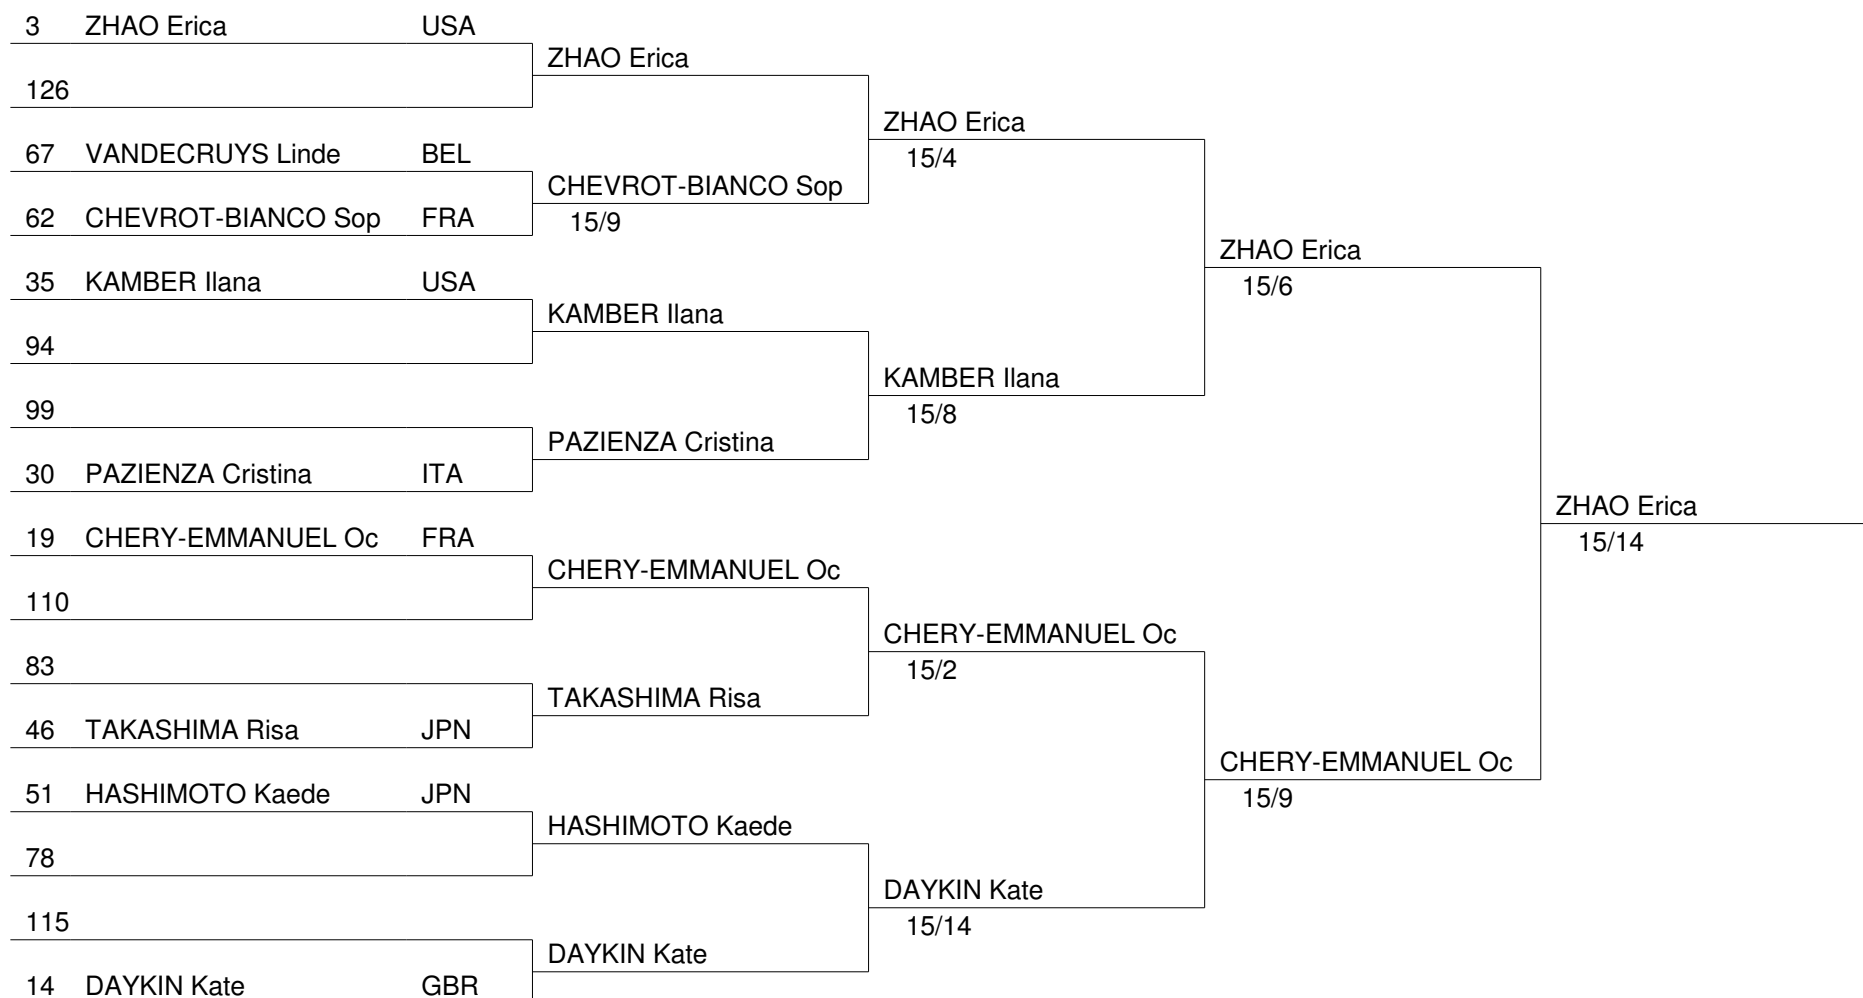 3 ZHAO Erica USA
126
67 VANDECRUYS Linde BEL
62 CHEVROT-BIANCO Sop FRA
35 KAMBER Ilana USA
94
99
30 PAZIENZA Cristina ITA
19 CHERY-EMMANUEL Oc FRA
110
83
46 TAKASHIMA Risa JPN
51 HASHIMOTO Kaede JPN
78
115
14 DAYKIN Kate GBR
ZHAO Erica
CHEVROT-BIANCO Sop
15/9
KAMBER Ilana
PAZIENZA Cristina
CHERY-EMMANUEL Oc
TAKASHIMA Risa
HASHIMOTO Kaede
DAYKIN Kate
ZHAO Erica
15/4
KAMBER Ilana
15/8
CHERY-EMMANUEL Oc
15/2
DAYKIN Kate
15/14
ZHAO Erica
15/6
CHERY-EMMANUEL Oc
15/9
ZHAO Erica
15/14